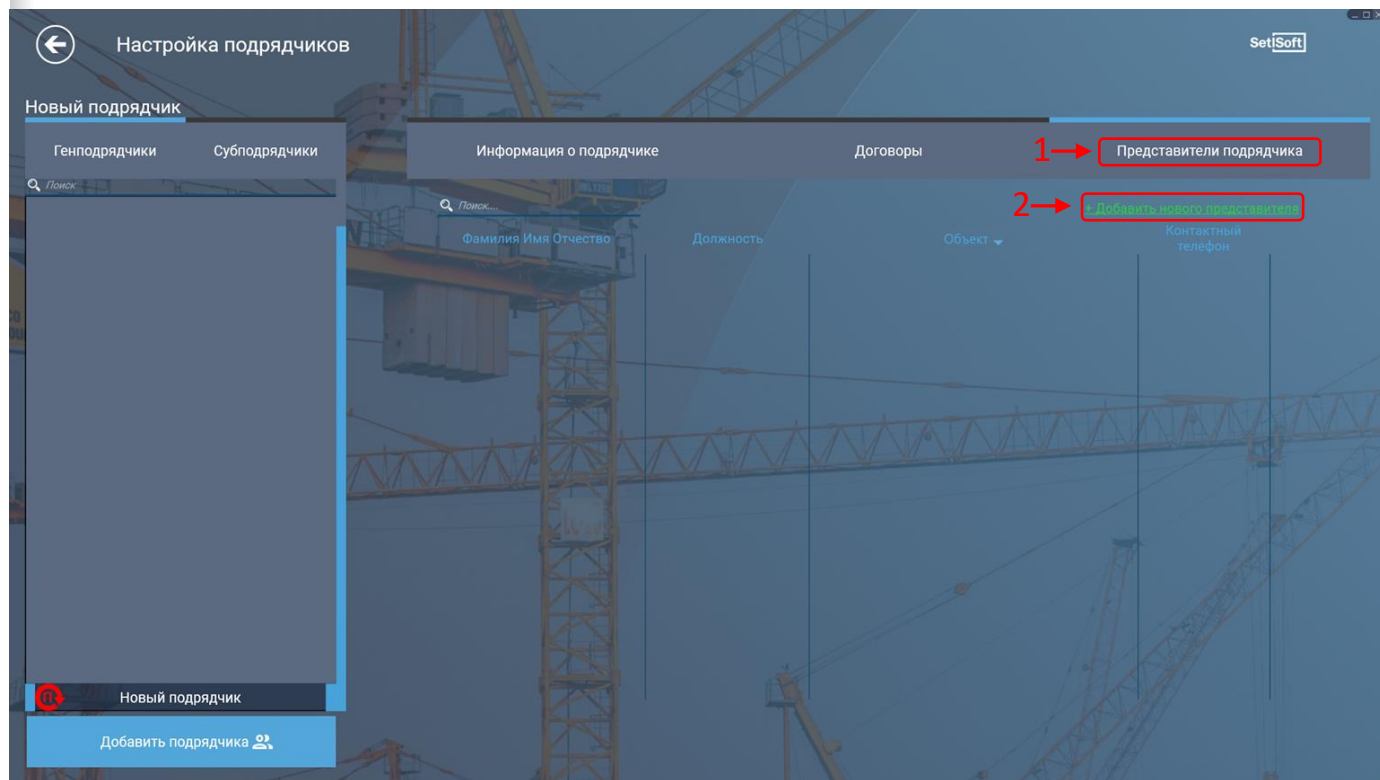 Настройка подрядчиков
SetlSoft
Новый подрядчик
Генподрядчики Субподрядчики
Информация о подрядчике Договоры 1 Представители подрядчика
Поиск
Поиск.... 2 + Добавить нового представителя
Фамилия Имя Отчество Должность Объект Контактный
телефон
Новый подрядчик
Добавить подрядчика